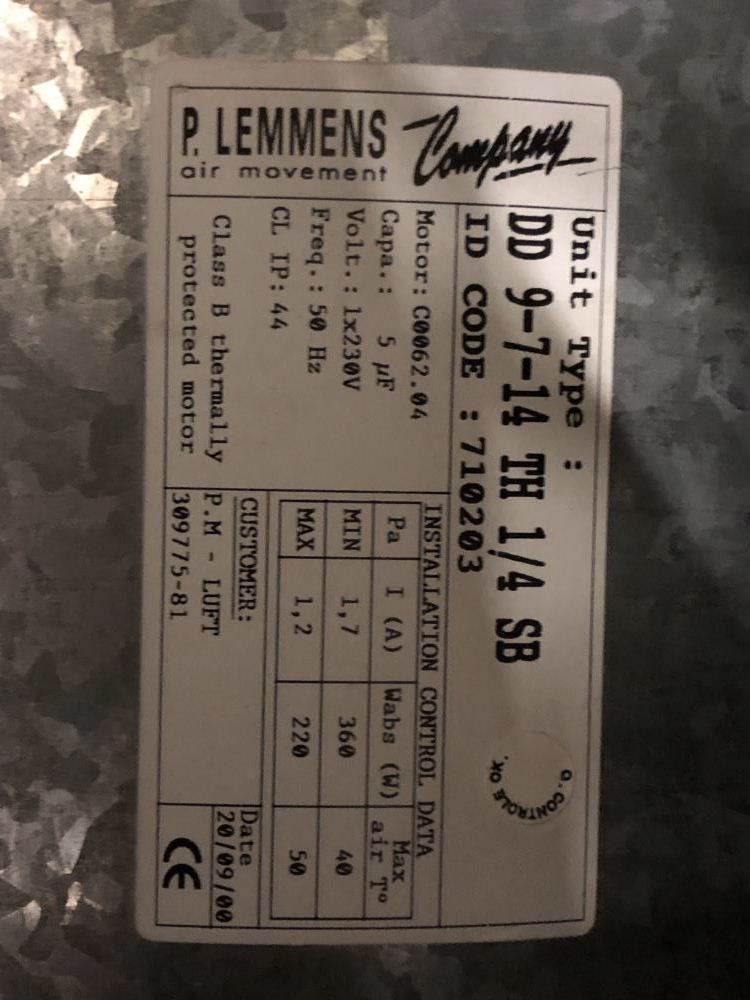 P. LEMMENS Company
air movement
Unit Type :
DD 9-7-14 TH 1/4 SB
ID CODE : 710203
Q. CONTROLE OK.
Motor: C0062.04
Capa.: 5 µF
Volt.: 1x230V
Freq.: 50 Hz
CL IP: 44
Class B thermally
protected motor
INSTALLATION CONTROL DATA
Pa I (A) Wabs (W) Max air T°
MIN 1,7 360 40
MAX 1,2 220 50
CUSTOMER:
P.M - LUFT
309775-81
Date
20/09/00
CE